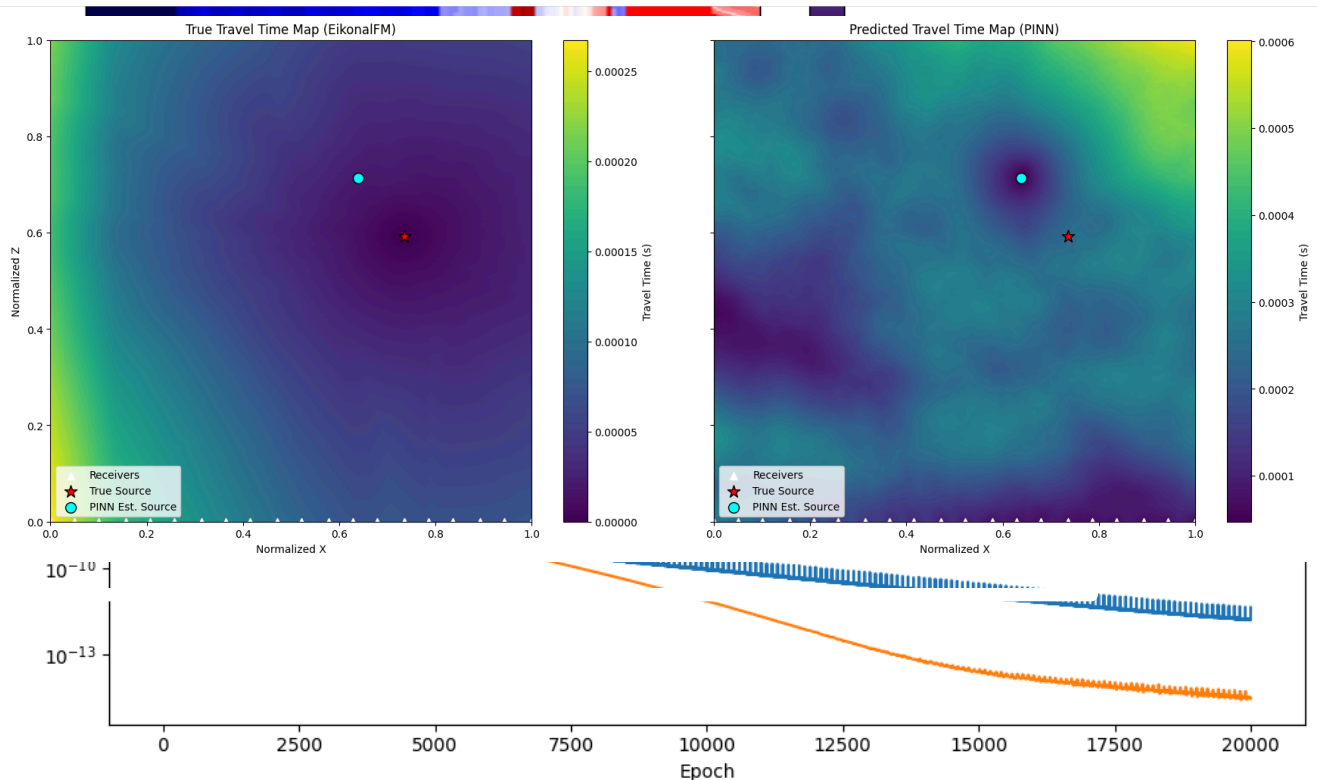 True Travel Time Map (EikonalFM)
Predicted Travel Time Map (PINN)
1.0
0.8
0.6
0.4
0.2
0.0
Normalized Z
0.0 0.2 0.4 0.6 0.8 1.0
Normalized X
Receivers
True Source
PINN Est. Source
0.00025
0.00020
0.00015
0.00010
0.00005
0.00000
Travel Time (s)
0.0 0.2 0.4 0.6 0.8 1.0
Normalized X
Receivers
True Source
PINN Est. Source
0.0006
0.0005
0.0004
0.0003
0.0002
0.0001
Travel Time (s)
10⁻¹⁰
10⁻¹³
0 2500 5000 7500 10000 12500 15000 17500 20000
Epoch